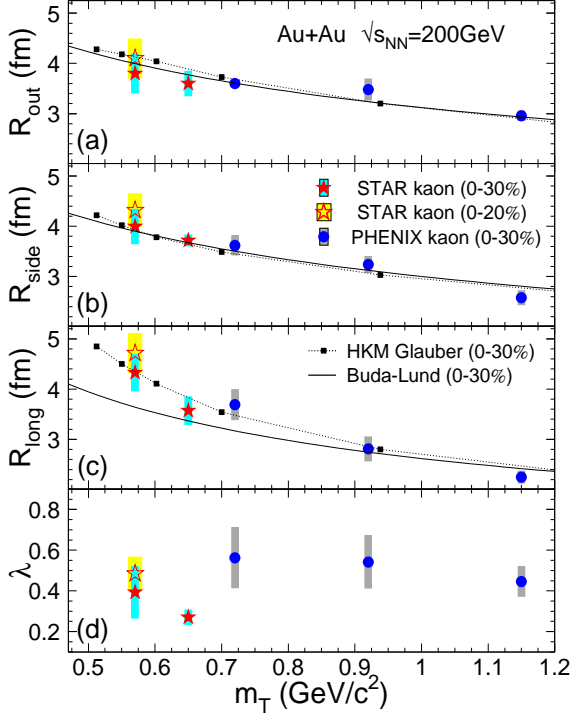 Au+Au √sNN=200GeV
R_out (fm)
5
4
3
(a)
STAR kaon (0-30%)
STAR kaon (0-20%)
PHENIX kaon (0-30%)
R_side (fm)
5
4
3
(b)
HKM Glauber (0-30%)
Buda-Lund (0-30%)
R_long (fm)
5
4
3
(c)
λ
0.8
0.6
0.4
0.2
(d)
0.5 0.6 0.7 0.8 0.9 1 1.1 1.2
m_T (GeV/c²)